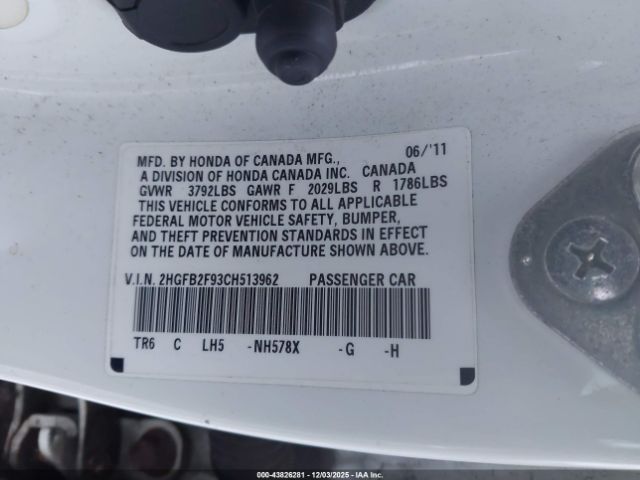 06/'11
MFD. BY HONDA OF CANADA MFG.,
A DIVISION OF HONDA CANADA INC. CANADA
GVWR 3792LBS GAWR F 2029LBS R 1786LBS
THIS VEHICLE CONFORMS TO ALL APPLICABLE
FEDERAL MOTOR VEHICLE SAFETY, BUMPER,
AND THEFT PREVENTION STANDARDS IN EFFECT
ON THE DATE OF MANUFACTURE SHOWN ABOVE.
V.I.N. 2HGFB2F93CH513962 PASSENGER CAR
TR6 C LH5 -NH578X -G -H
000-43826281 - 12/03/2025 - IAA Inc.